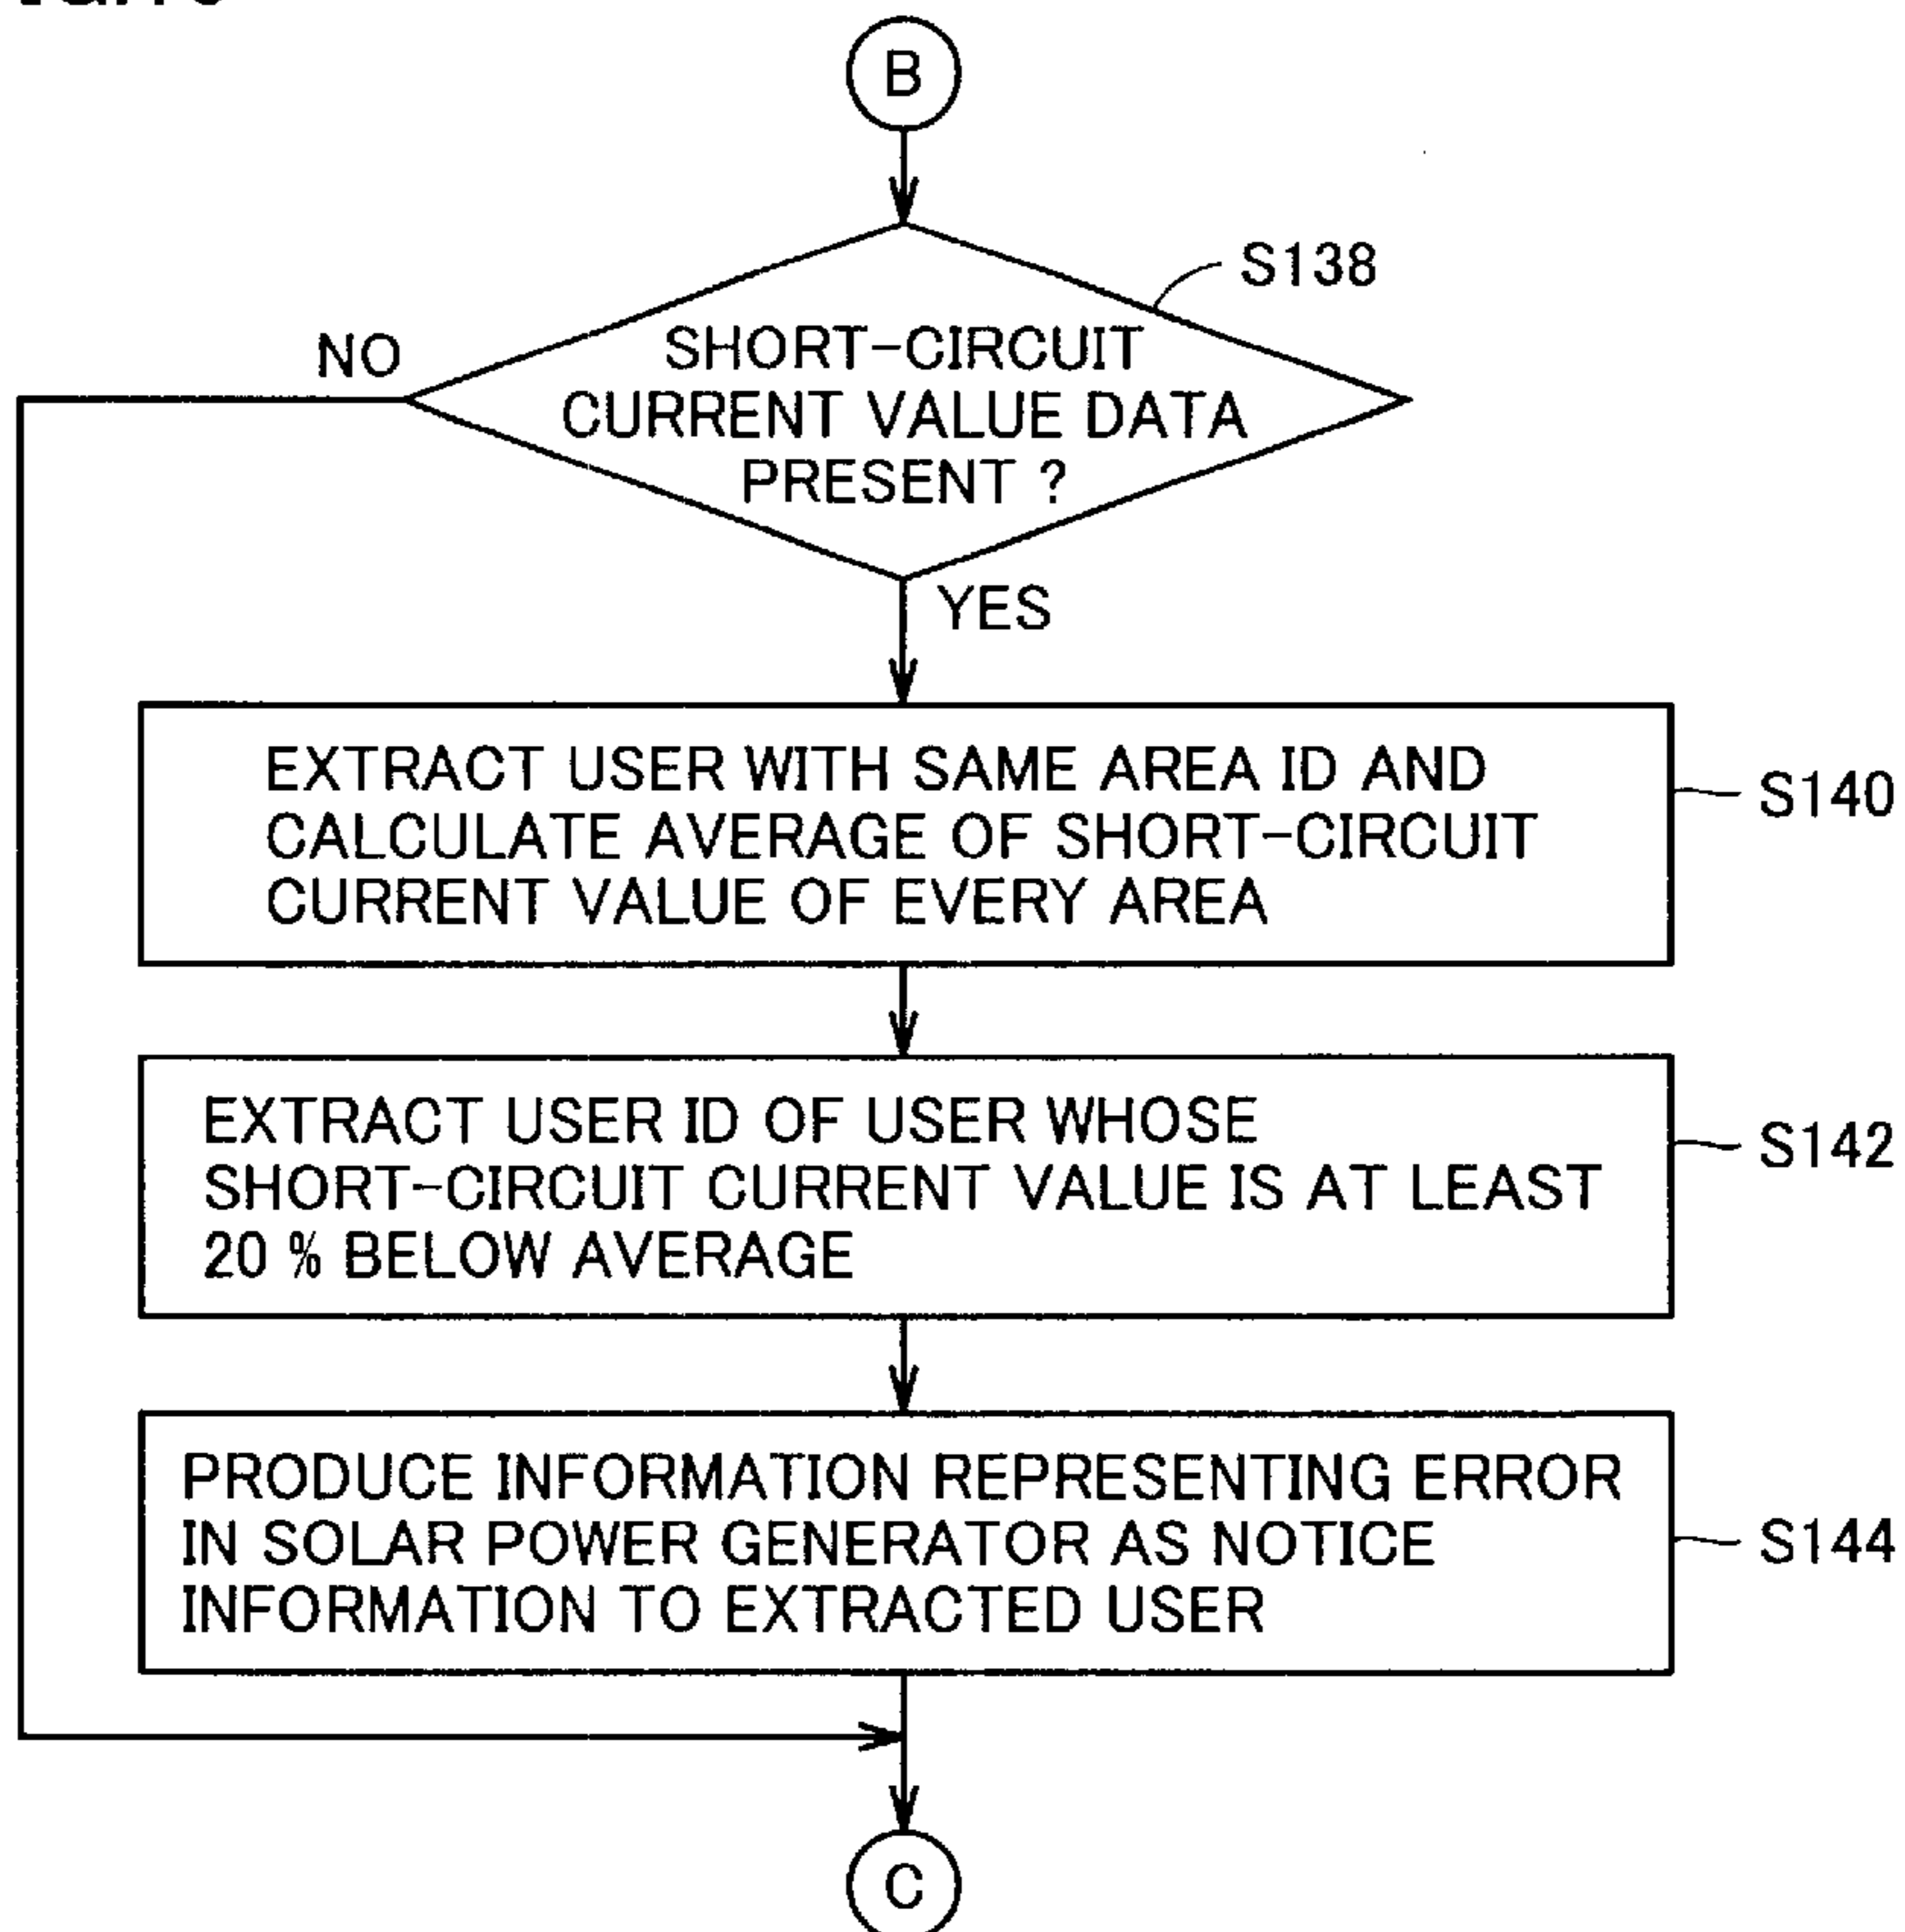 B
S138
NO
SHORT-CIRCUIT
CURRENT VALUE DATA
PRESENT ?
YES
EXTRACT USER WITH SAME AREA ID AND
CALCULATE AVERAGE OF SHORT-CIRCUIT
CURRENT VALUE OF EVERY AREA
S140
EXTRACT USER ID OF USER WHOSE
SHORT-CIRCUIT CURRENT VALUE IS AT LEAST
20 % BELOW AVERAGE
S142
PRODUCE INFORMATION REPRESENTING ERROR
IN SOLAR POWER GENERATOR AS NOTICE
INFORMATION TO EXTRACTED USER
S144
C